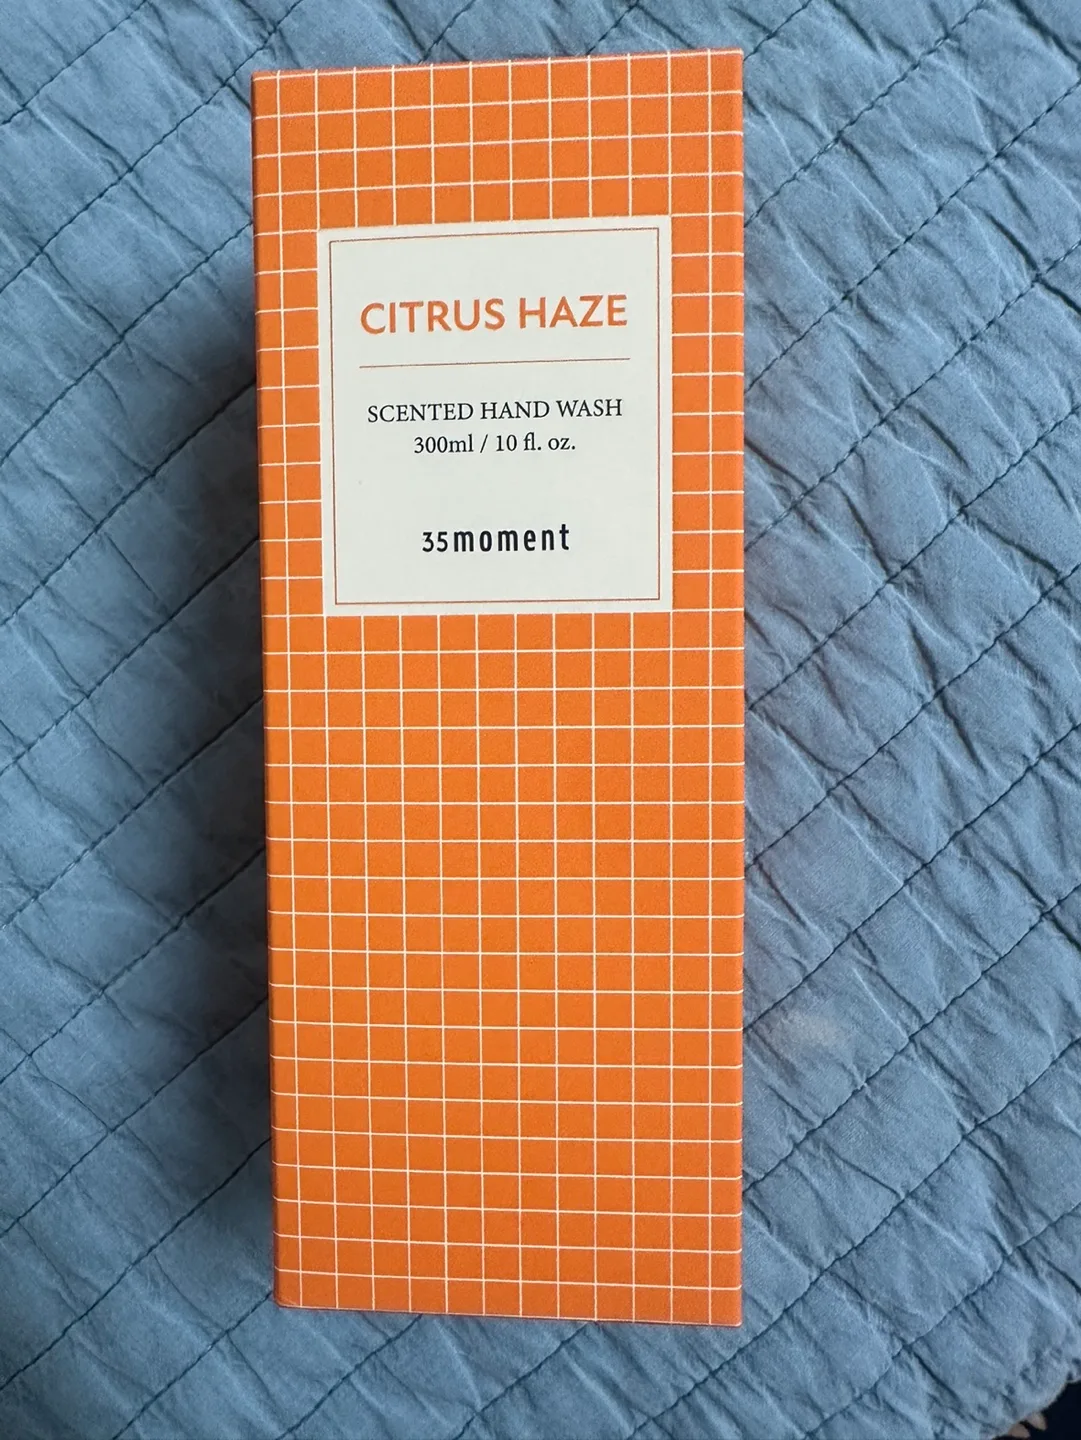 CITRUS HAZE
SCENTED HAND WASH
300ml / 10 fl. oz.
35moment